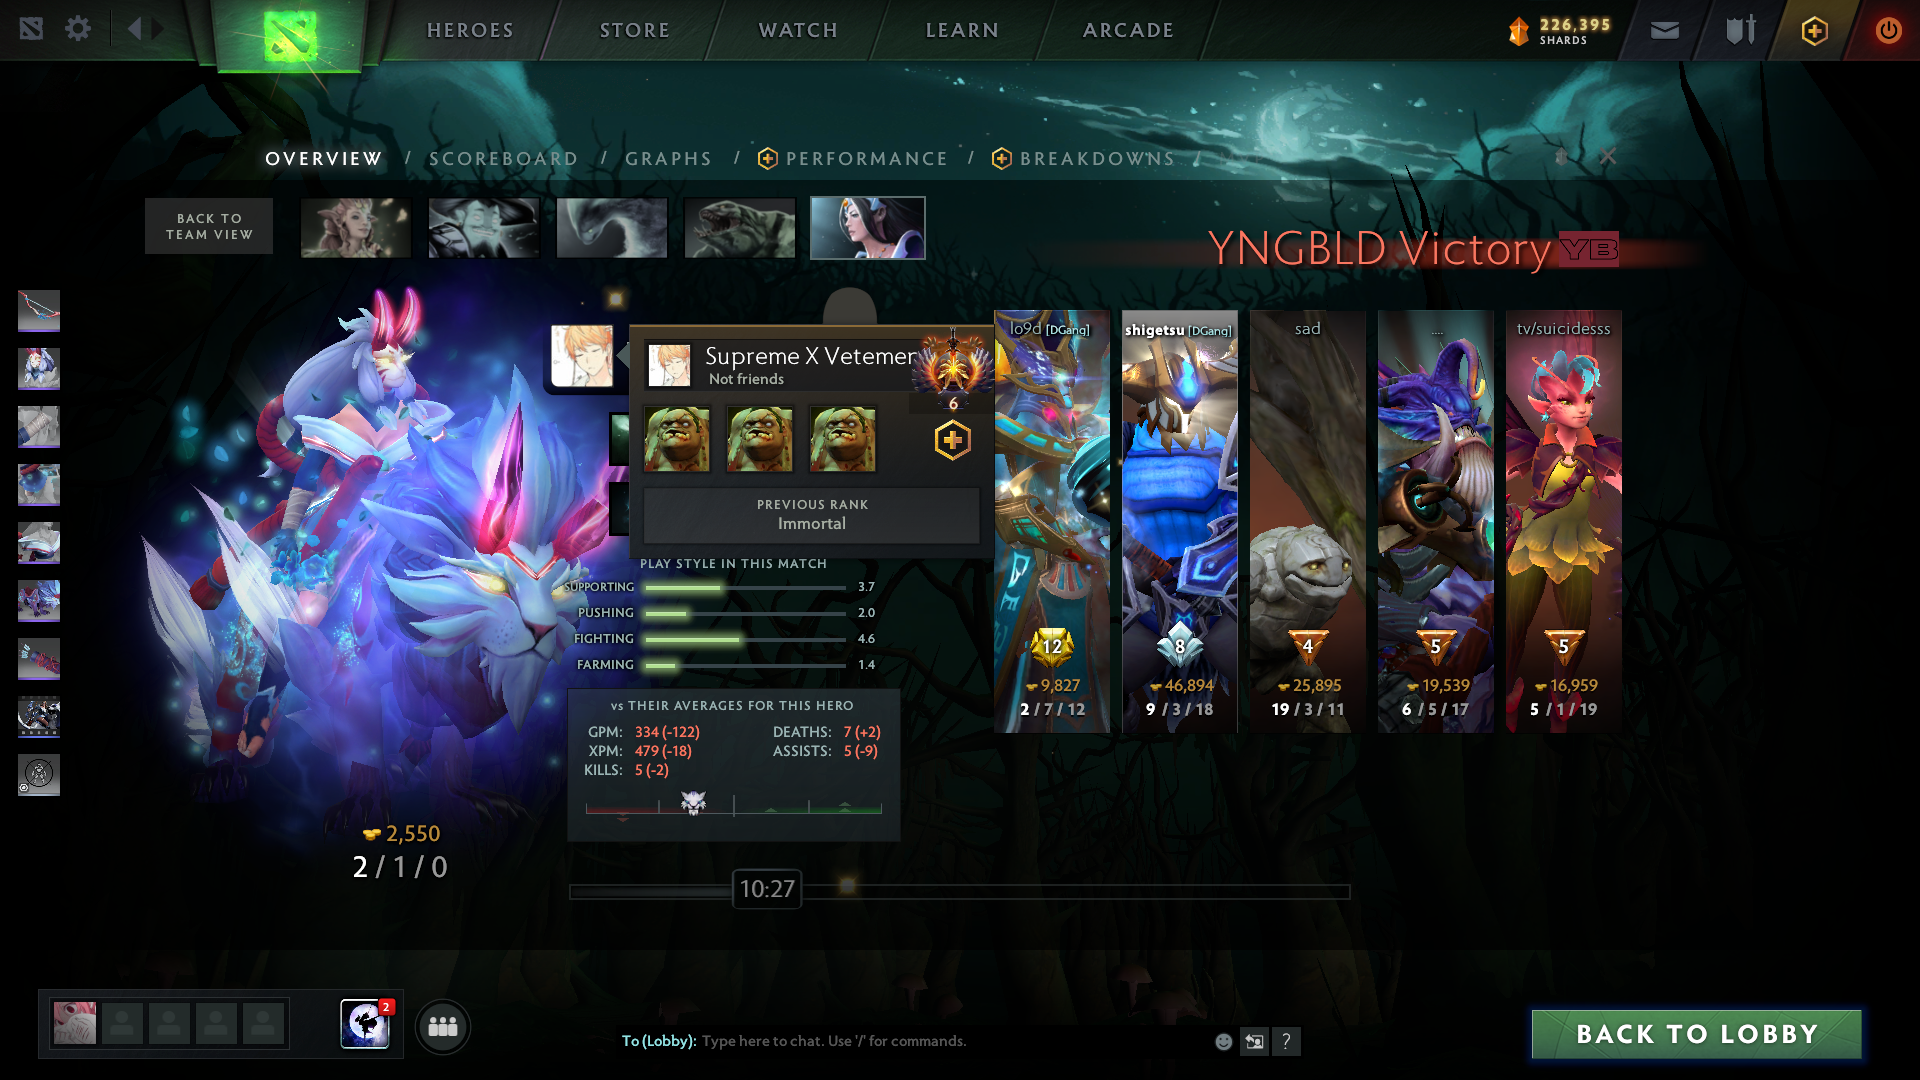 HEROES
STORE
WATCH
LEARN
ARCADE
226,395
SHARDS
OVERVIEW / SCOREBOARD / GRAPHS / PERFORMANCE / BREAKDOWNS /
BACK TO
TEAM VIEW
YNGBLD Victory YB
Supreme X Vetemen
Not friends
6
PREVIOUS RANK
Immortal
PLAY STYLE IN THIS MATCH
SUPPORTING 3.7
PUSHING 2.0
FIGHTING 4.6
FARMING 1.4
vs THEIR AVERAGES FOR THIS HERO
GPM: 334 (-122) DEATHS: 7 (+2)
XPM: 479 (-18) ASSISTS: 5 (-9)
KILLS: 5 (-2)
lo9d [DGang]
12
9,827
2 / 7 / 12
shigetsu [DGang]
8
46,894
9 / 3 / 18
sad
4
25,895
19 / 3 / 11
....
5
19,539
6 / 5 / 17
tv/suicidesss
5
16,959
5 / 1 / 19
2,550
2 / 1 / 0
10:27
2
To (Lobby): Type here to chat. Use '/' for commands.
?
BACK TO LOBBY